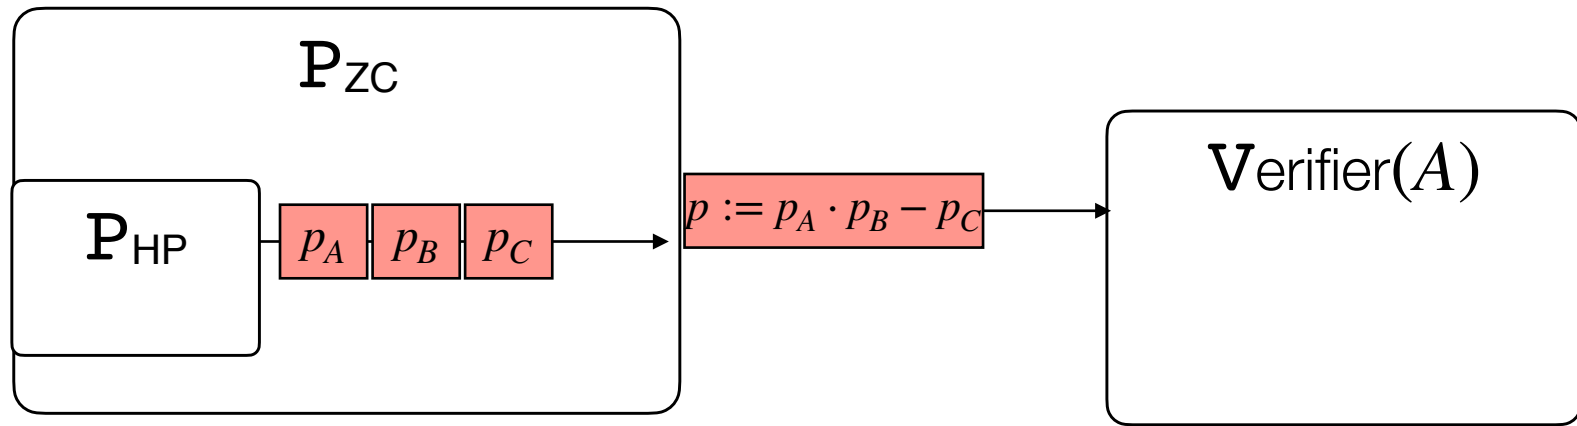 P_ZC
P_HP
p_A p_B p_C
p := p_A · p_B − p_C
Verifier(A)